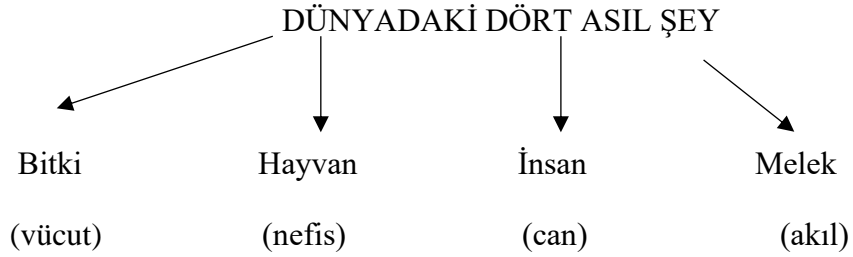 DÜNYADAKİ DÖRT ASIL ŞEY
Bitki Hayvan İnsan Melek
(vücut) (nefis) (can) (akıl)